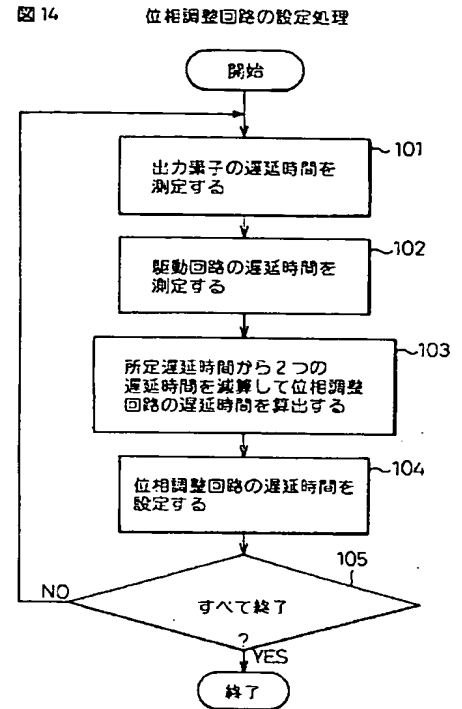 図14 位相調整回路の設定処理
開始
101
出力素子の遅延時間を
測定する
102
駆動回路の遅延時間を
測定する
103
所定遅延時間から2つの
遅延時間を減算して位相調整
回路の遅延時間を算出する
104
位相調整回路の遅延時間を
設定する
105
NO
すべて終了
?
YES
終了